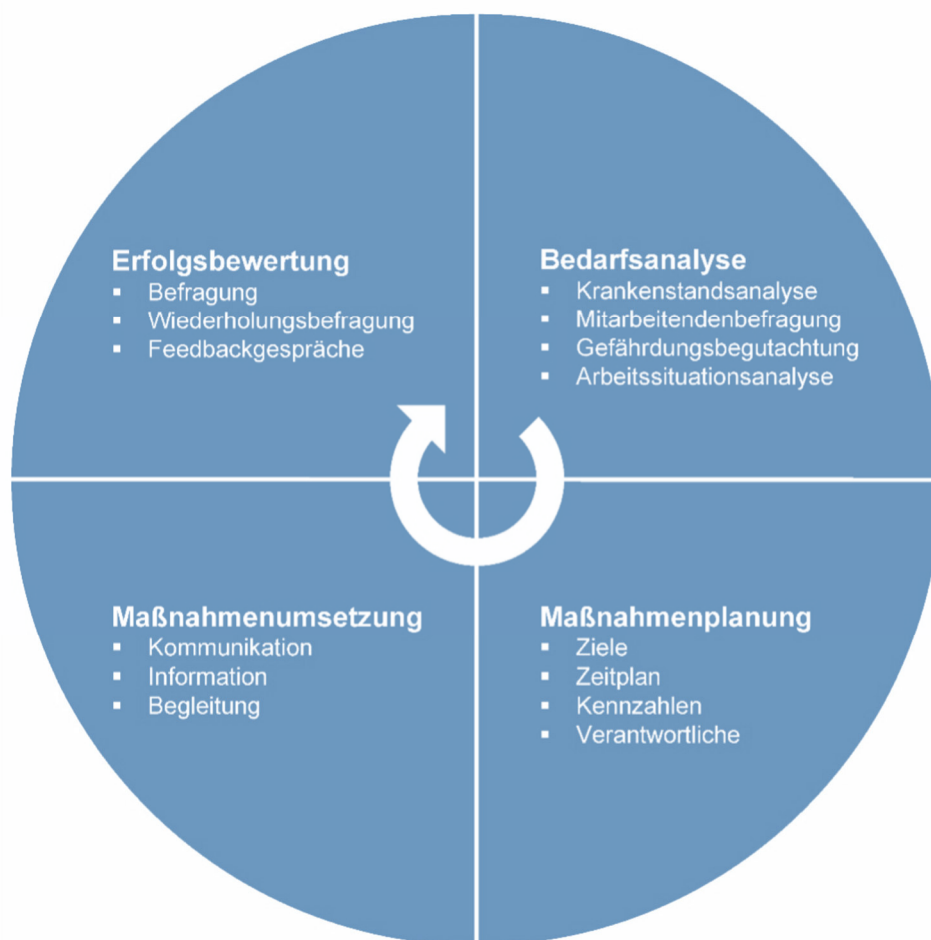 Erfolgsbewertung
▪ Befragung
▪ Wiederholungsbefragung
▪ Feedbackgespräche
Bedarfsanalyse
▪ Krankenstandsanalyse
▪ Mitarbeitendenbefragung
▪ Gefährdungsbegutachtung
▪ Arbeitssituationsanalyse
Maßnahmenumsetzung
▪ Kommunikation
▪ Information
▪ Begleitung
Maßnahmenplanung
▪ Ziele
▪ Zeitplan
▪ Kennzahlen
▪ Verantwortliche